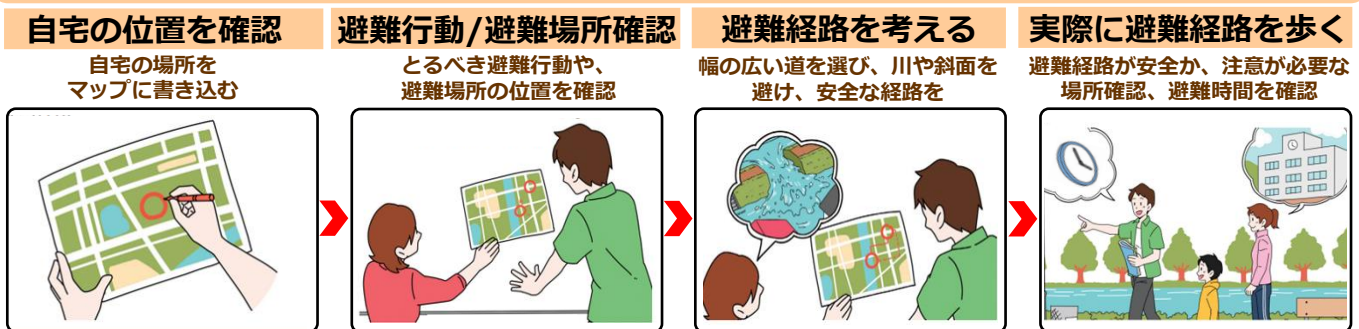 自宅の位置を確認
自宅の場所を
マップに書き込む
避難行動/避難場所確認
とるべき避難行動や、
避難場所の位置を確認
避難経路を考える
幅の広い道を選び、川や斜面を
避け、安全な経路を
実際に避難経路を歩く
避難経路が安全か、注意が必要な
場所確認、避難時間を確認